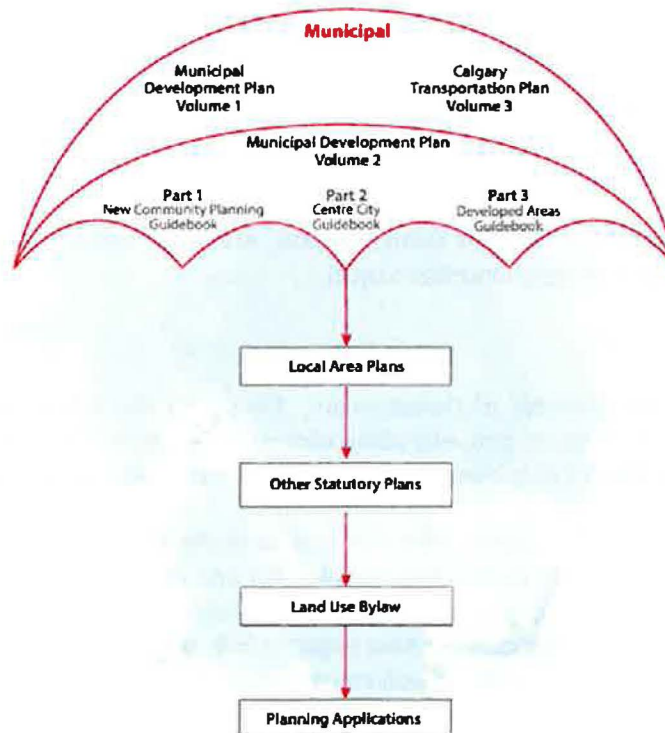 Municipal
Municipal
Development Plan
Volume 1
Calgary
Transportation Plan
Volume 3
Municipal Development Plan
Volume 2
Part 1
New Community Planning
Guidebook
Part 2
Centre City
Guidebook
Part 3
Developed Areas
Guidebook
Local Area Plans
Other Statutory Plans
Land Use Bylaw
Planning Applications